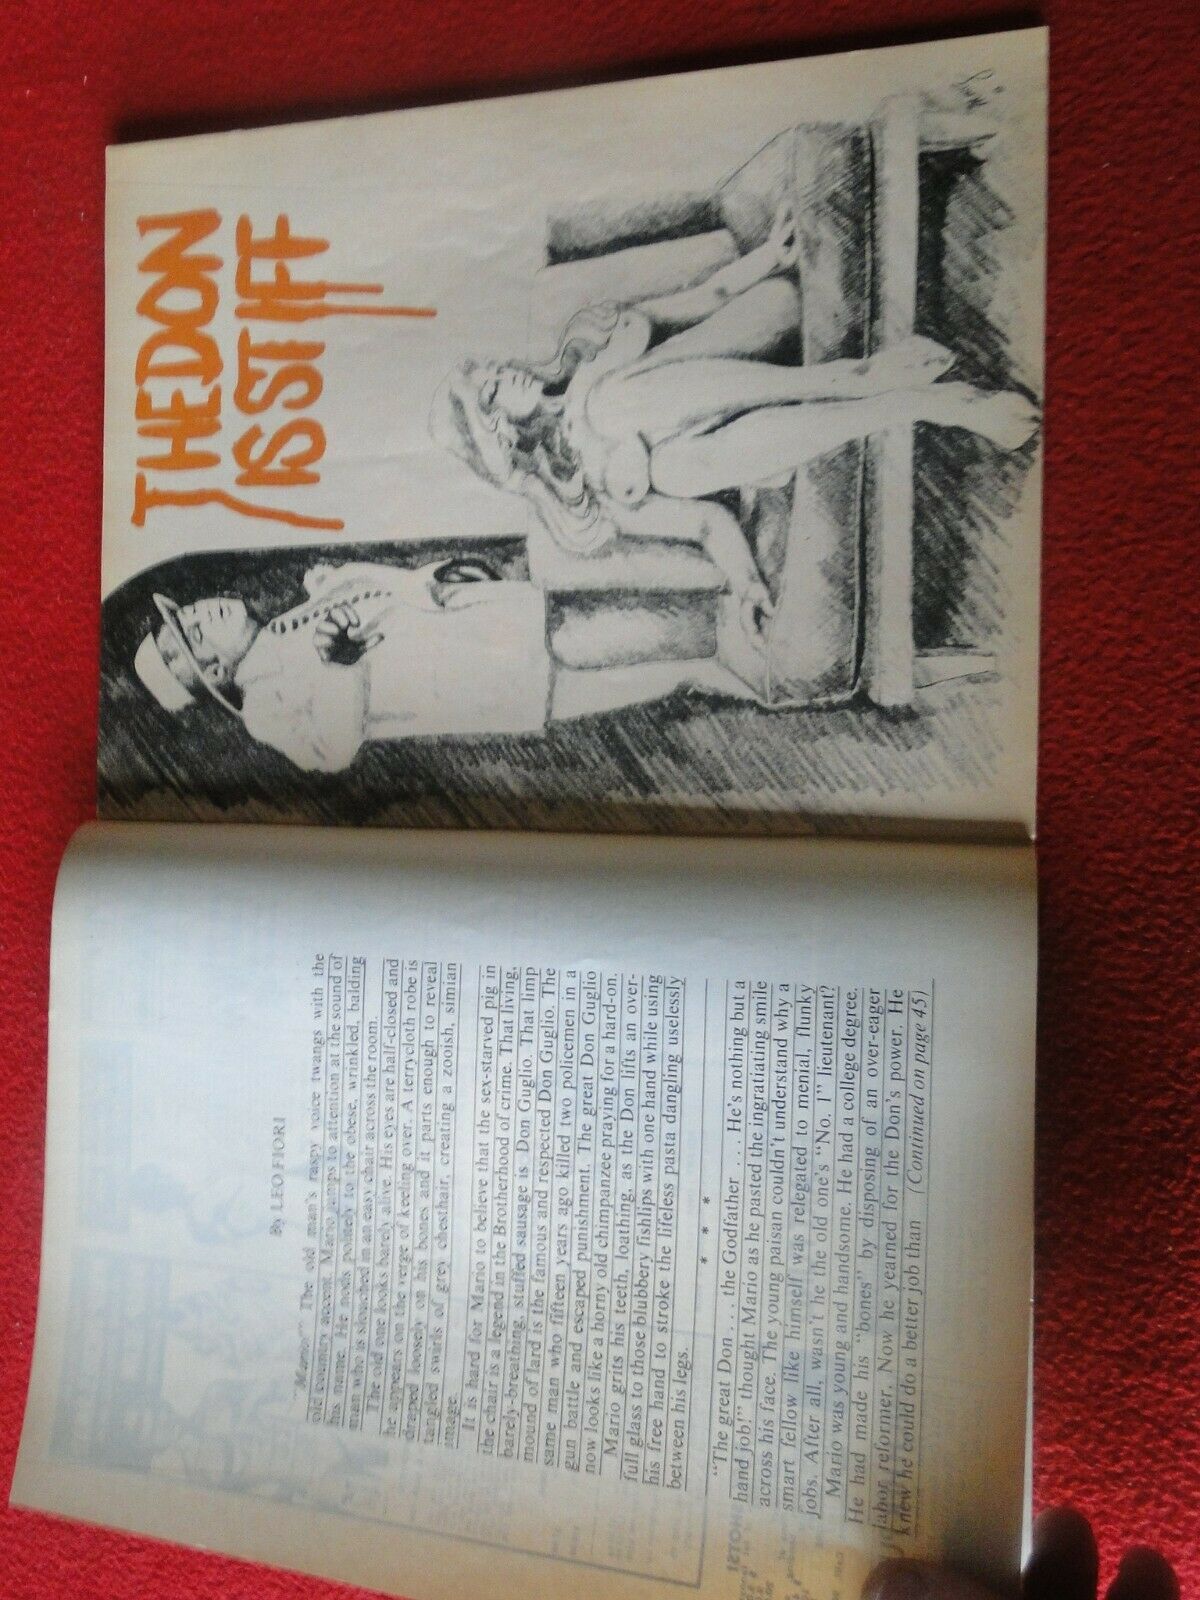 THE DON
IS STIFF
By LEO FIORI
"Mario!" The old man's raspy voice twangs with the
old country accent. Mario jumps to attention at the sound of
his name. He nods politely to the obese, wrinkled, balding
man who is slouched in an easy chair across the room.
The old one looks barely alive. His eyes are half-closed and
he appears on the verge of keeling over. A terrycloth robe is
draped loosely on his bones and it parts enough to reveal
tangled swirls of grey chesthair, creating a zooish, simian
image.
It is hard for Mario to believe that the sex-starved pig in
the chair is a legend in the Brotherhood of crime. That living,
barely-breathing, stuffed sausage is Don Guglio. That limp
mound of lard is the famous and respected Don Guglio. The
same man who fifteen years ago killed two policemen in a
gun battle and escaped punishment. The great Don Guglio
now looks like a horny old chimpanzee praying for a hard-on.
Mario grits his teeth, loathing, as the Don lifts an over-
full glass to those blubbery fishlips with one hand while using
his free hand to stroke the lifeless pasta dangling uselessly
between his legs.
* * *
"The great Don . . . the Godfather . . . He's nothing but a
hand job!" thought Mario as he pasted the ingratiating smile
across his face. The young paisan couldn't understand why a
smart fellow like himself was relegated to menial, flunky
jobs. After all, wasn't he the old one's "No. 1" lieutenant?
Mario was young and handsome. He had a college degree.
He had made his "bones" by disposing of an over-eager
labor reformer. Now he yearned for the Don's power. He
knew he could do a better job than (Continued on page 45)